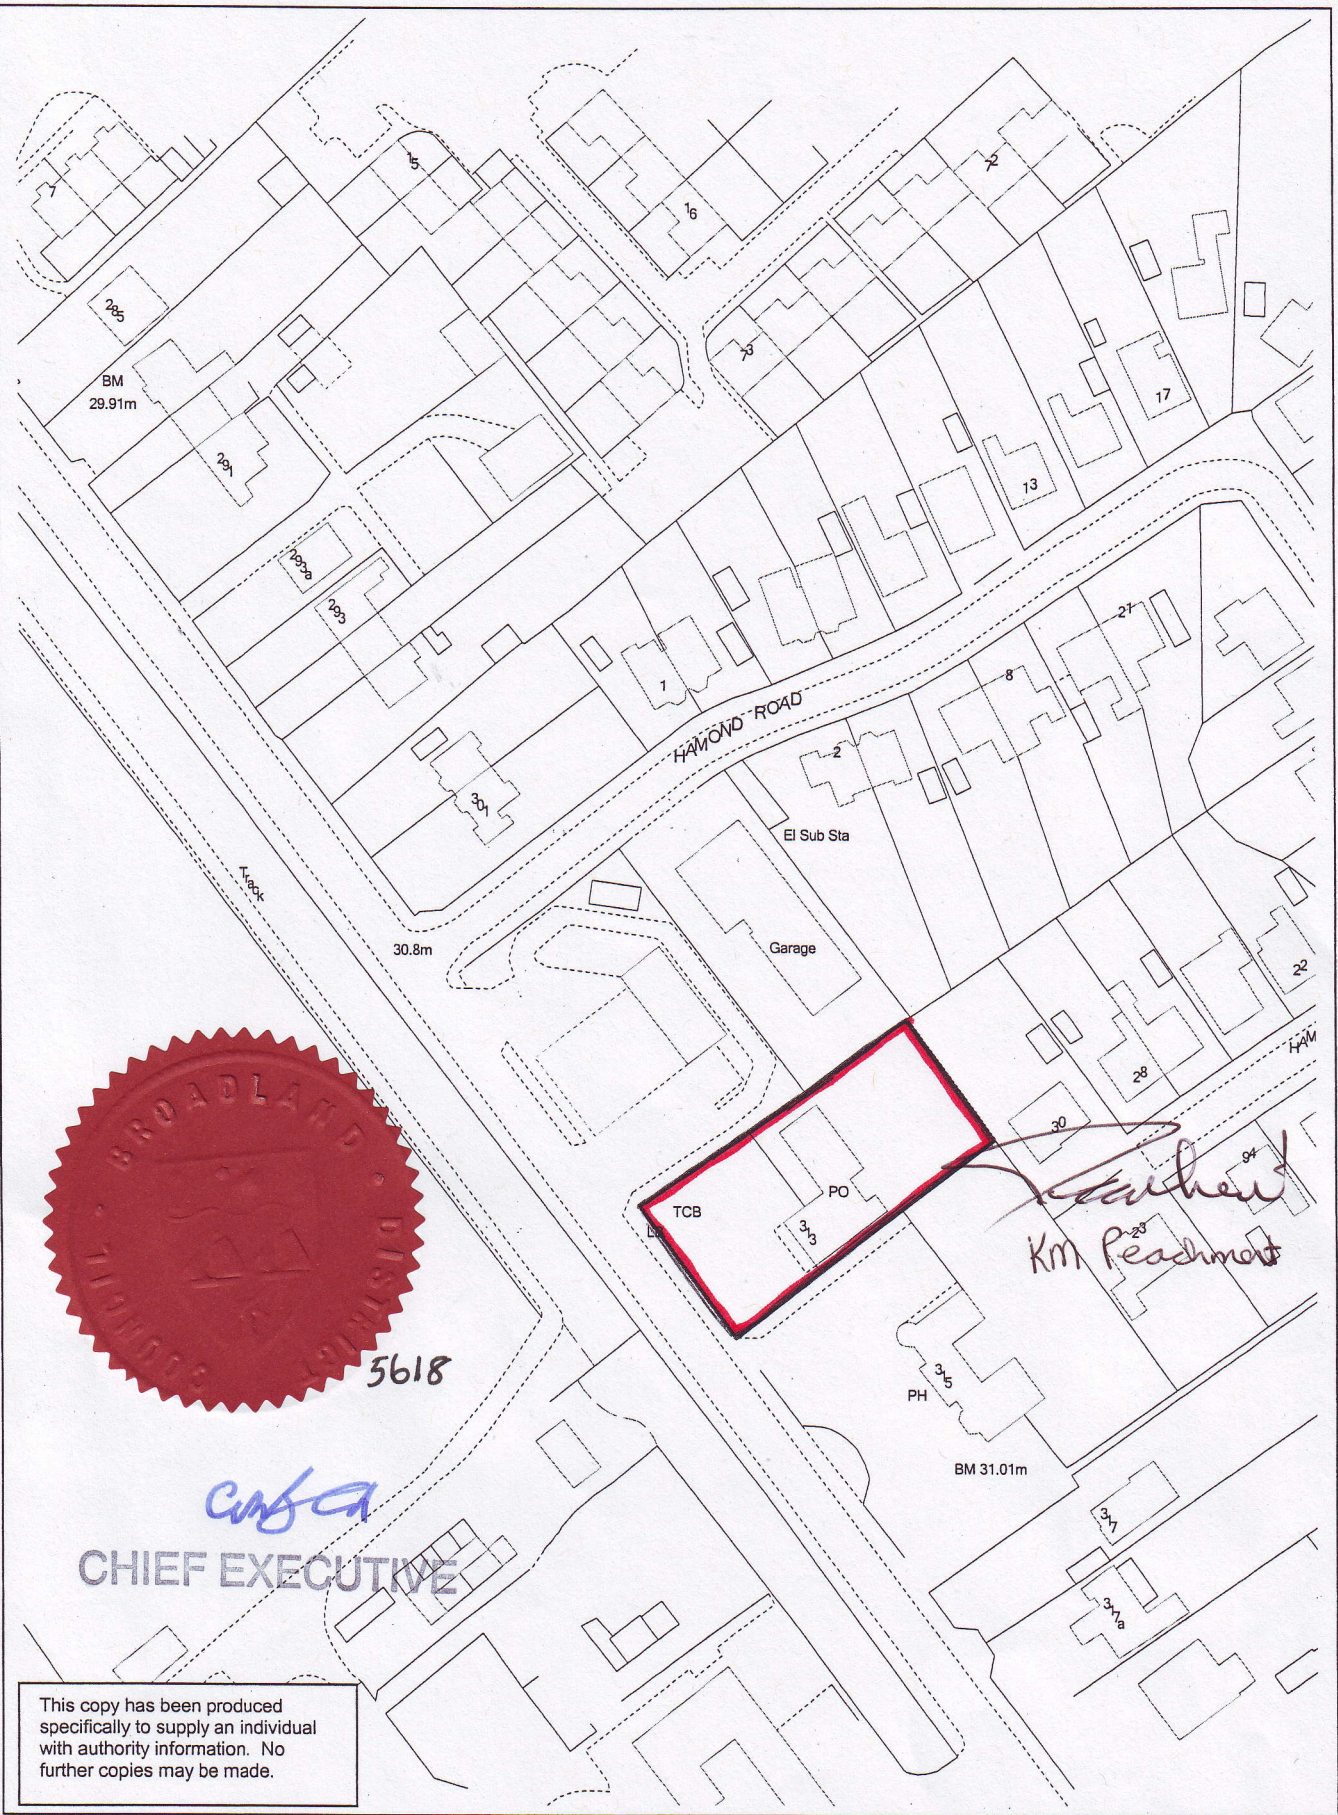 7
15
16
72
285
BM
29.91m
73
17
291
13
293a
293
27
1
8
HAMOND ROAD
2
301
El Sub Sta
Track
30.8m
Garage
22
HAM
28
30
94
PO
TCB
313
23
KM Peachment
BROADLAND DISTRICT COUNCIL
5618
315
PH
BM 31.01m
317
317a
CHIEF EXECUTIVE
This copy has been produced
specifically to supply an individual
with authority information. No
further copies may be made.